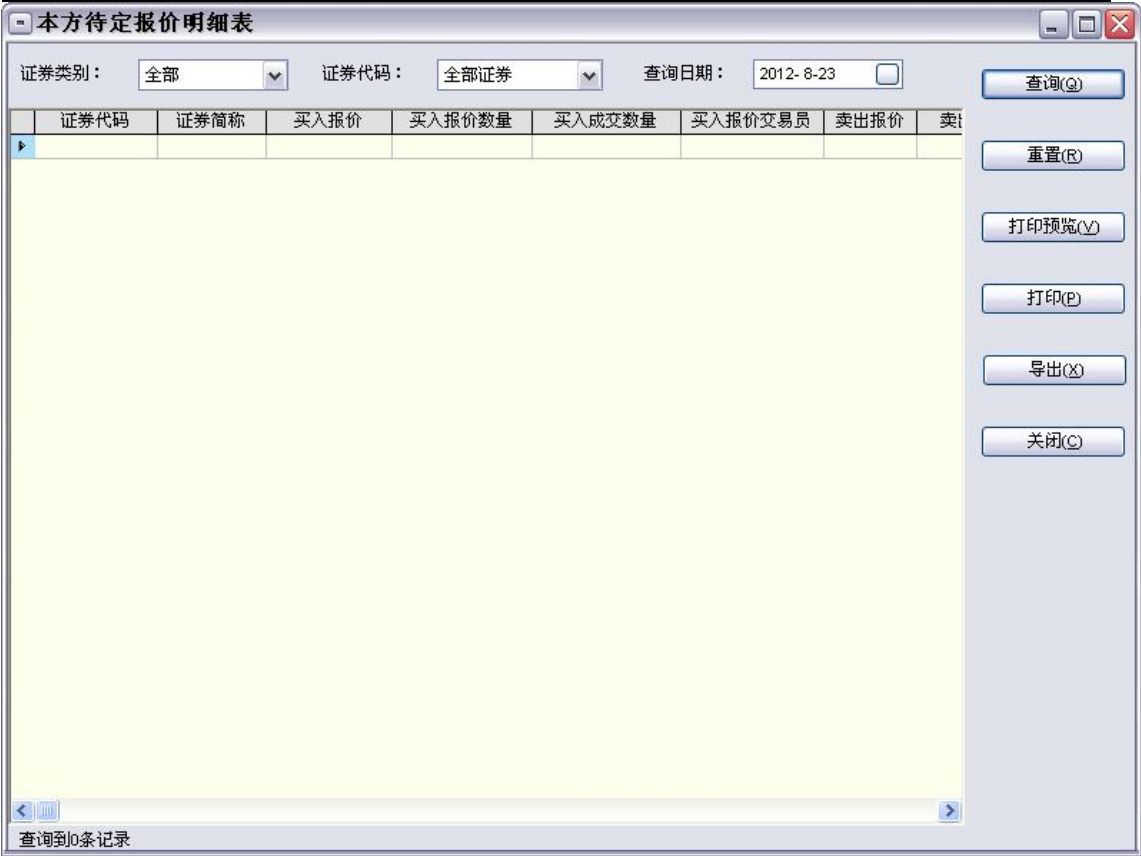 本方待定报价明细表
证券类别： 全部 证券代码： 全部证券 查询日期： 2012- 8-23
查询(Q)
证券代码 证券简称 买入报价 买入报价数量 买入成交数量 买入报价交易员 卖出报价
重置(R)
打印预览(V)
打印(P)
导出(X)
关闭(C)
查询到0条记录